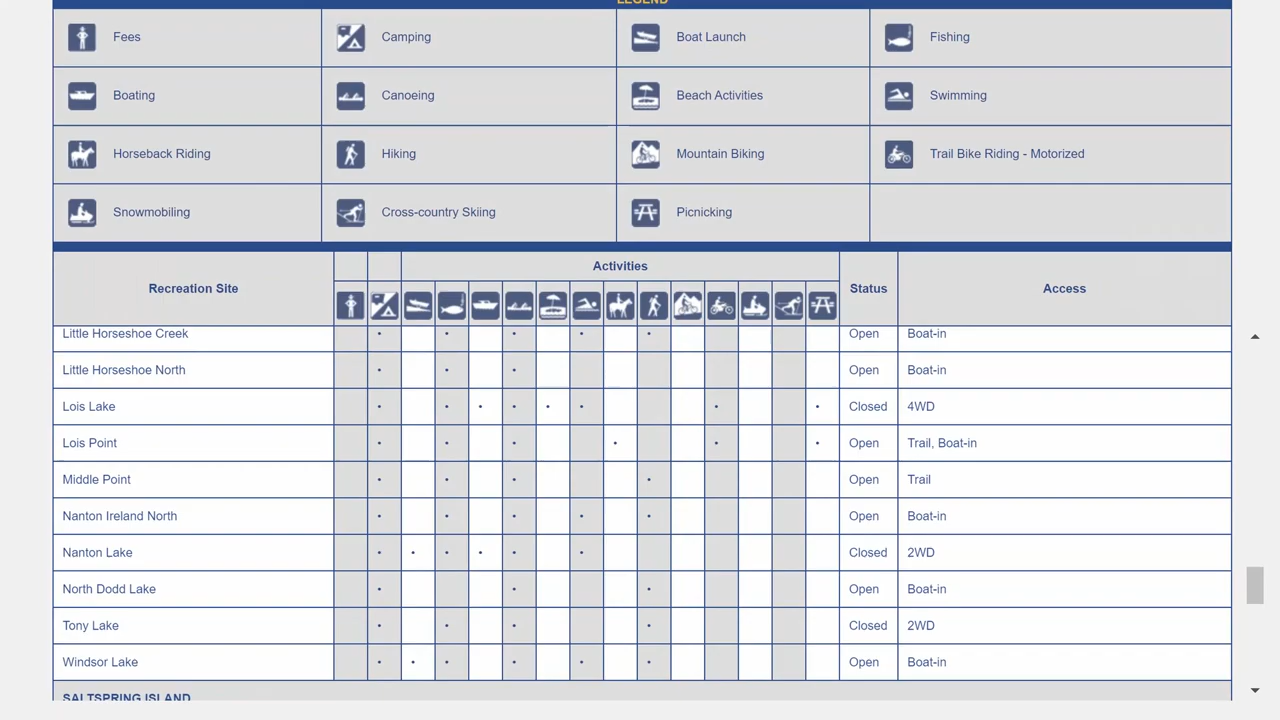 LEGEND
Fees Camping Boat Launch Fishing
Boating Canoeing Beach Activities Swimming
Horseback Riding Hiking Mountain Biking Trail Bike Riding - Motorized
Snowmobiling Cross-country Skiing Picnicking
Recreation Site Activities Status Access
Little Horseshoe Creek • • • • • Open Boat-in
Little Horseshoe North • • • Open Boat-in
Lois Lake • • • • • • • • Closed 4WD
Lois Point • • • • • • Open Trail, Boat-in
Middle Point • • • • Open Trail
Nanton Ireland North • • • • • Open Boat-in
Nanton Lake • • • • • • Closed 2WD
North Dodd Lake • • • • Open Boat-in
Tony Lake • • • • Closed 2WD
Windsor Lake • • • • • • Open Boat-in
SALTSPRING ISLAND